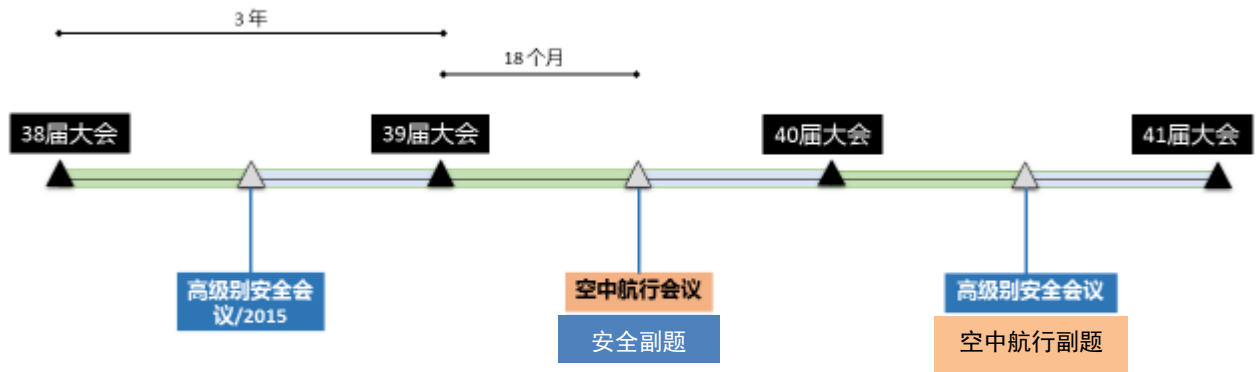 3 年
18 个月
38届大会
39届大会
40届大会
41届大会
高级别安全会
议/2015
空中航行会议
安全副题
高级别安全会议
空中航行副题